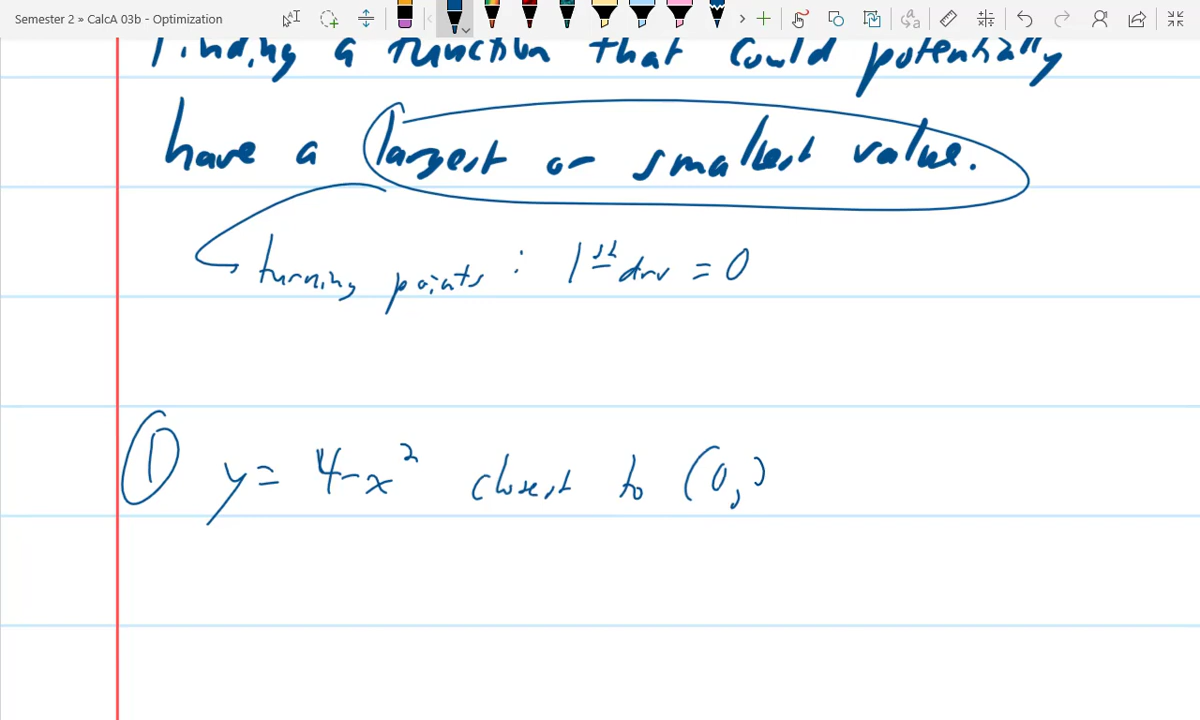 Semester 2 » CalcA 03b - Optimization
finding a function that could potentially
have a largest or smallest value.
turning points : 1st drv = 0
① y = 4-x² closest to (0,